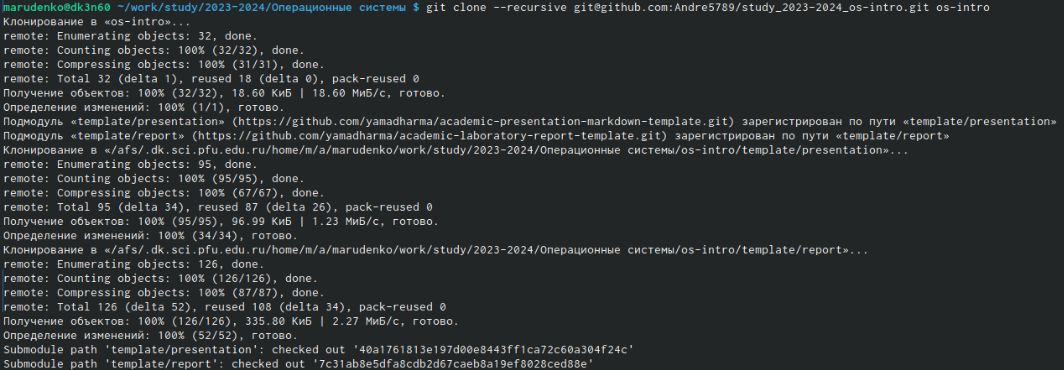 marudenko@dk3n60 ~/work/study/2023-2024/Операционные системы $ git clone --recursive git@github.com:Andre5789/study_2023-2024_os-intro.git os-intro
Клонирование в «os-intro»...
remote: Enumerating objects: 32, done.
remote: Counting objects: 100% (32/32), done.
remote: Compressing objects: 100% (31/31), done.
remote: Total 32 (delta 1), reused 18 (delta 0), pack-reused 0
Получение объектов: 100% (32/32), 18.60 КиБ | 18.60 МиБ/с, готово.
Определение изменений: 100% (1/1), готово.
Подмодуль «template/presentation» (https://github.com/yamadharma/academic-presentation-markdown-template.git) зарегистрирован по пути «template/presentation»
Подмодуль «template/report» (https://github.com/yamadharma/academic-laboratory-report-template.git) зарегистрирован по пути «template/report»
Клонирование в «/afs/.dk.sci.pfu.edu.ru/home/m/a/marudenko/work/study/2023-2024/Операционные системы/os-intro/template/presentation»...
remote: Enumerating objects: 95, done.
remote: Counting objects: 100% (95/95), done.
remote: Compressing objects: 100% (67/67), done.
remote: Total 95 (delta 34), reused 87 (delta 26), pack-reused 0
Получение объектов: 100% (95/95), 96.99 КиБ | 1.23 МиБ/с, готово.
Определение изменений: 100% (34/34), готово.
Клонирование в «/afs/.dk.sci.pfu.edu.ru/home/m/a/marudenko/work/study/2023-2024/Операционные системы/os-intro/template/report»...
remote: Enumerating objects: 126, done.
remote: Counting objects: 100% (126/126), done.
remote: Compressing objects: 100% (87/87), done.
remote: Total 126 (delta 52), reused 108 (delta 34), pack-reused 0
Получение объектов: 100% (126/126), 335.80 КиБ | 2.27 МиБ/с, готово.
Определение изменений: 100% (52/52), готово.
Submodule path 'template/presentation': checked out '40a1761813e197d00e8443ff1ca72c60a304f24c'
Submodule path 'template/report': checked out '7c31ab8e5dfa8cdb2d67caeb8a19ef8028ced88e'